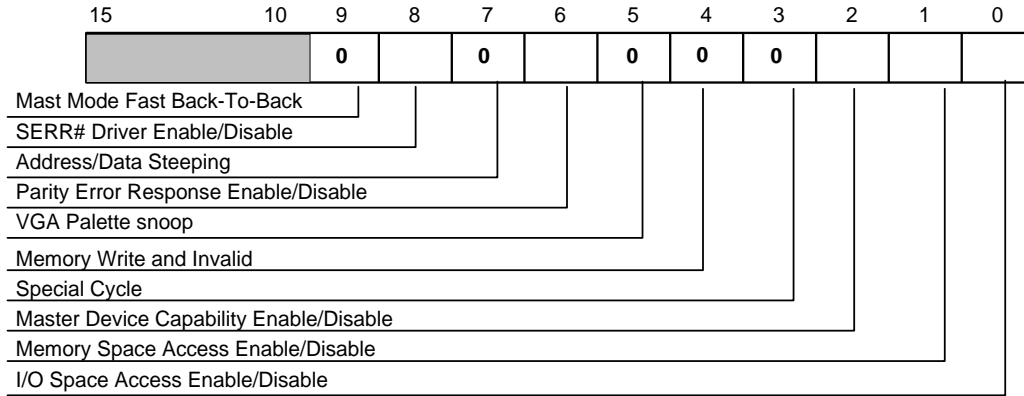 15 10 9 8 7 6 5 4 3 2 1 0
0 0 0 0 0
Mast Mode Fast Back-To-Back
SERR# Driver Enable/Disable
Address/Data Steeping
Parity Error Response Enable/Disable
VGA Palette snoop
Memory Write and Invalid
Special Cycle
Master Device Capability Enable/Disable
Memory Space Access Enable/Disable
I/O Space Access Enable/Disable